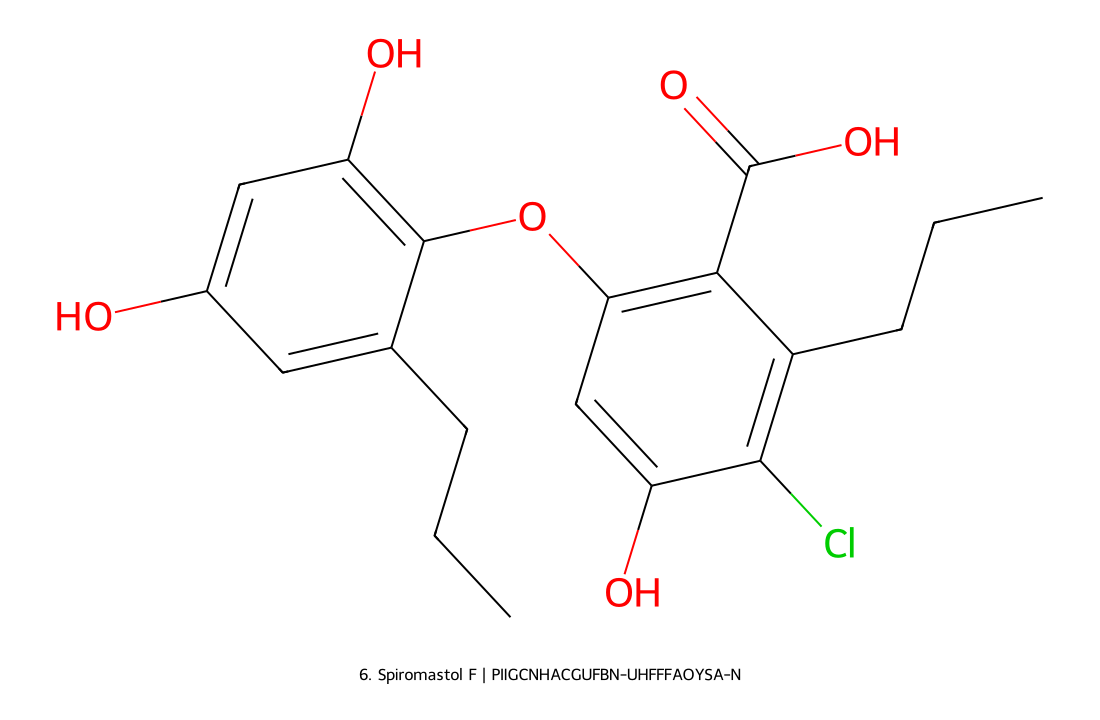 OH
O
OH
O
HO
Cl
OH
6. Spiromastol F | PIIGCNHACGUFBN-UHFFFAOYSA-N